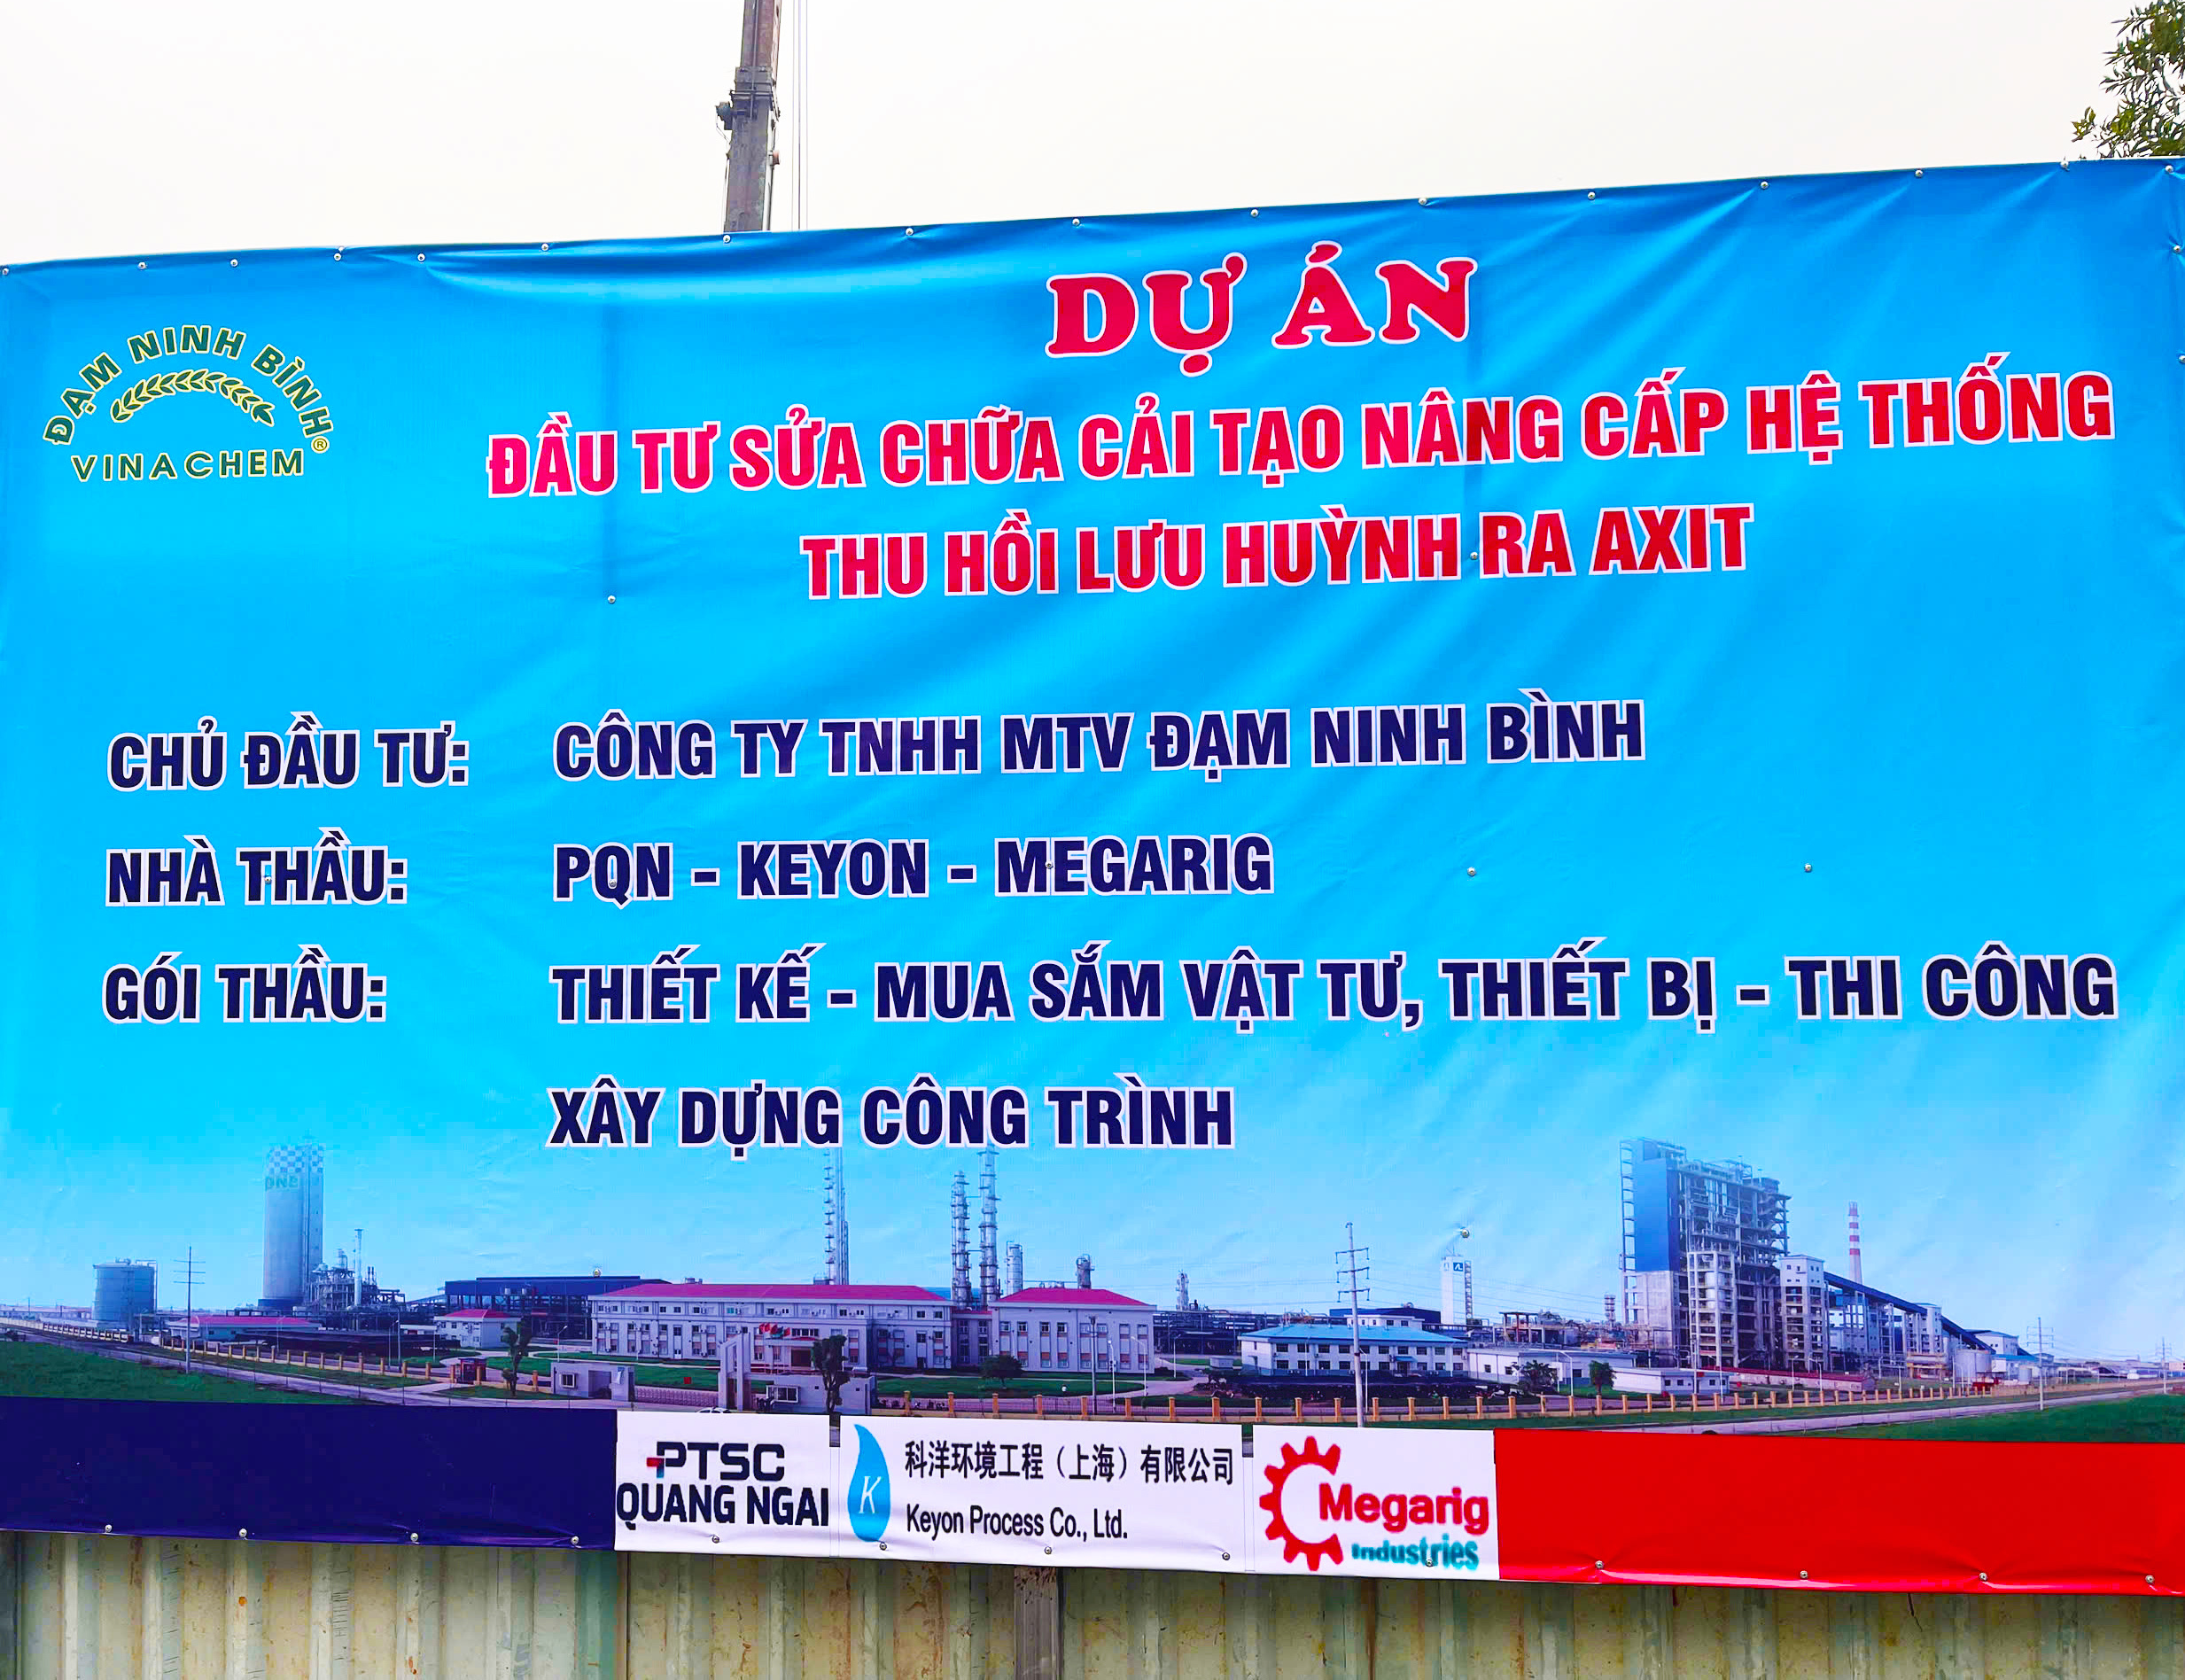 DỰ ÁN
ĐẠM NINH BÌNH®
VINACHEM
ĐẦU TƯ SỬA CHỮA CẢI TẠO NÂNG CẤP HỆ THỐNG
THU HỒI LƯU HUỲNH RA AXIT
CHỦ ĐẦU TƯ: CÔNG TY TNHH MTV ĐẠM NINH BÌNH
NHÀ THẦU: PQN - KEYON - MEGARIG
GÓI THẦU: THIẾT KẾ - MUA SẮM VẬT TƯ, THIẾT BỊ - THI CÔNG
XÂY DỰNG CÔNG TRÌNH
DNB
PTSC
QUANG NGAI
K
科洋环境工程（上海）有限公司
Keyon Process Co., Ltd.
Megarig
Industries